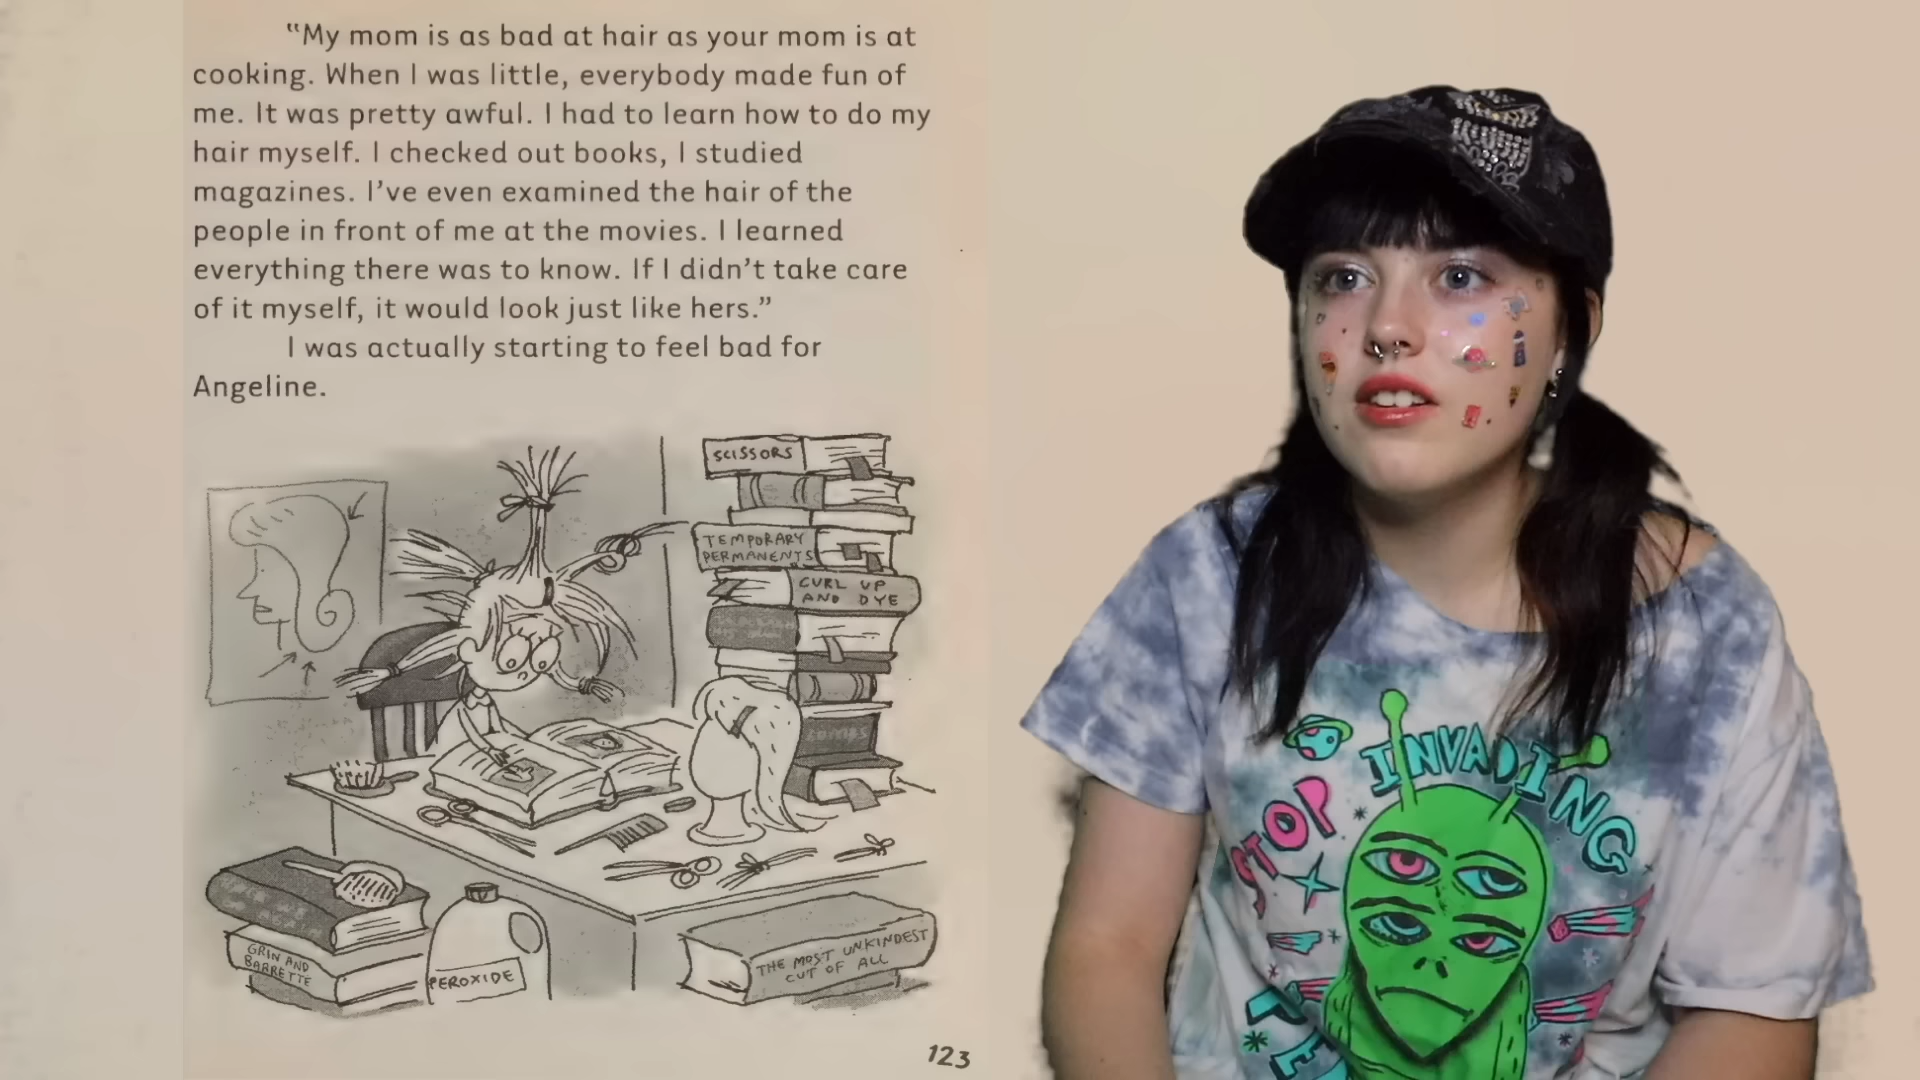 “My mom is as bad at hair as your mom is at
cooking. When I was little, everybody made fun of
me. It was pretty awful. I had to learn how to do my
hair myself. I checked out books, I studied
magazines. I’ve even examined the hair of the
people in front of me at the movies. I learned
everything there was to know. If I didn’t take care
of it myself, it would look just like hers.”
I was actually starting to feel bad for
Angeline.
SCISSORS
TEMPORARY
PERMANENTS
CURL UP
AND DYE
COMBS
GRIN AND
BARRETTE
PEROXIDE
THE MOST UNKINDEST
CUT OF ALL
123
STOP INVADING